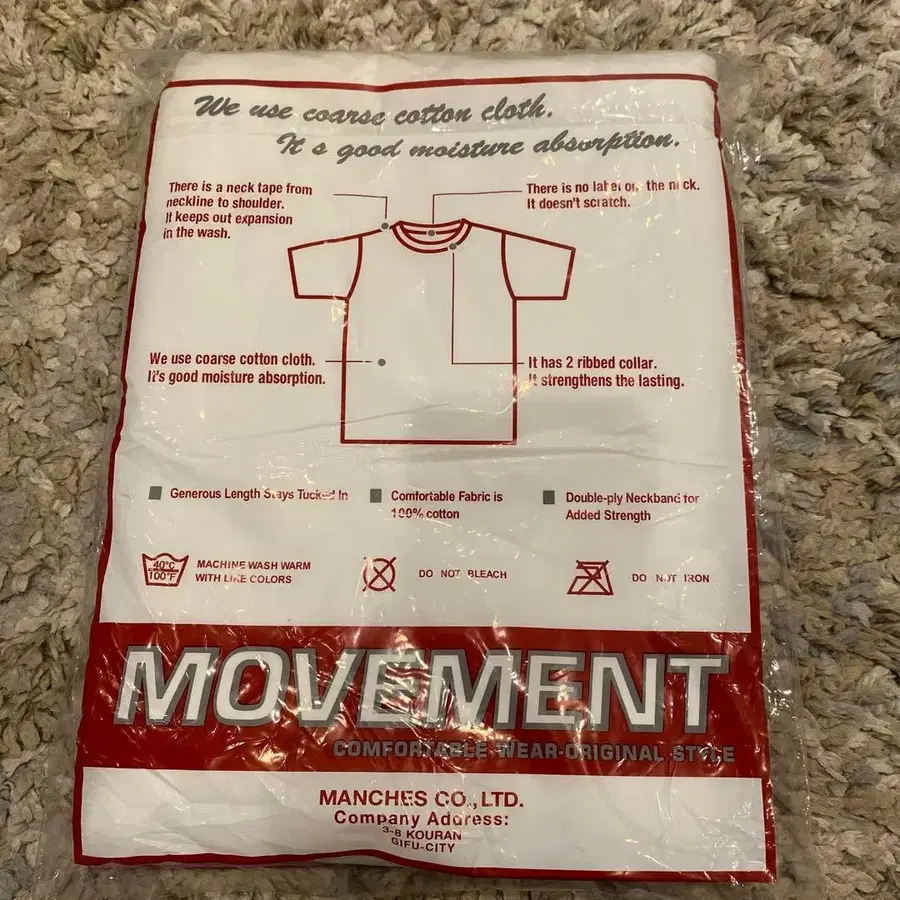 We use coarse cotton cloth.
It s good moisture absorption.
There is a neck tape from
neckline to shoulder.
It keeps out expansion
in the wash.
There is no label on the neck.
It doesn't scratch.
We use coarse cotton cloth.
It's good moisture absorption.
It has 2 ribbed collar.
It strengthens the lasting.
Generous Length Stays Tucked In
Comfortable Fabric is
100% cotton
Double-ply Neckband for
Added Strength
40°C
100°F
MACHINE WASH WARM
WITH LIKE COLORS
DO NOT BLEACH
DO NOT IRON
MOVEMENT
COMFORTABLE WEAR-ORIGINAL STYLE
MANCHES CO.,LTD.
Company Address:
3-8 KOURAN
GIFU-CITY